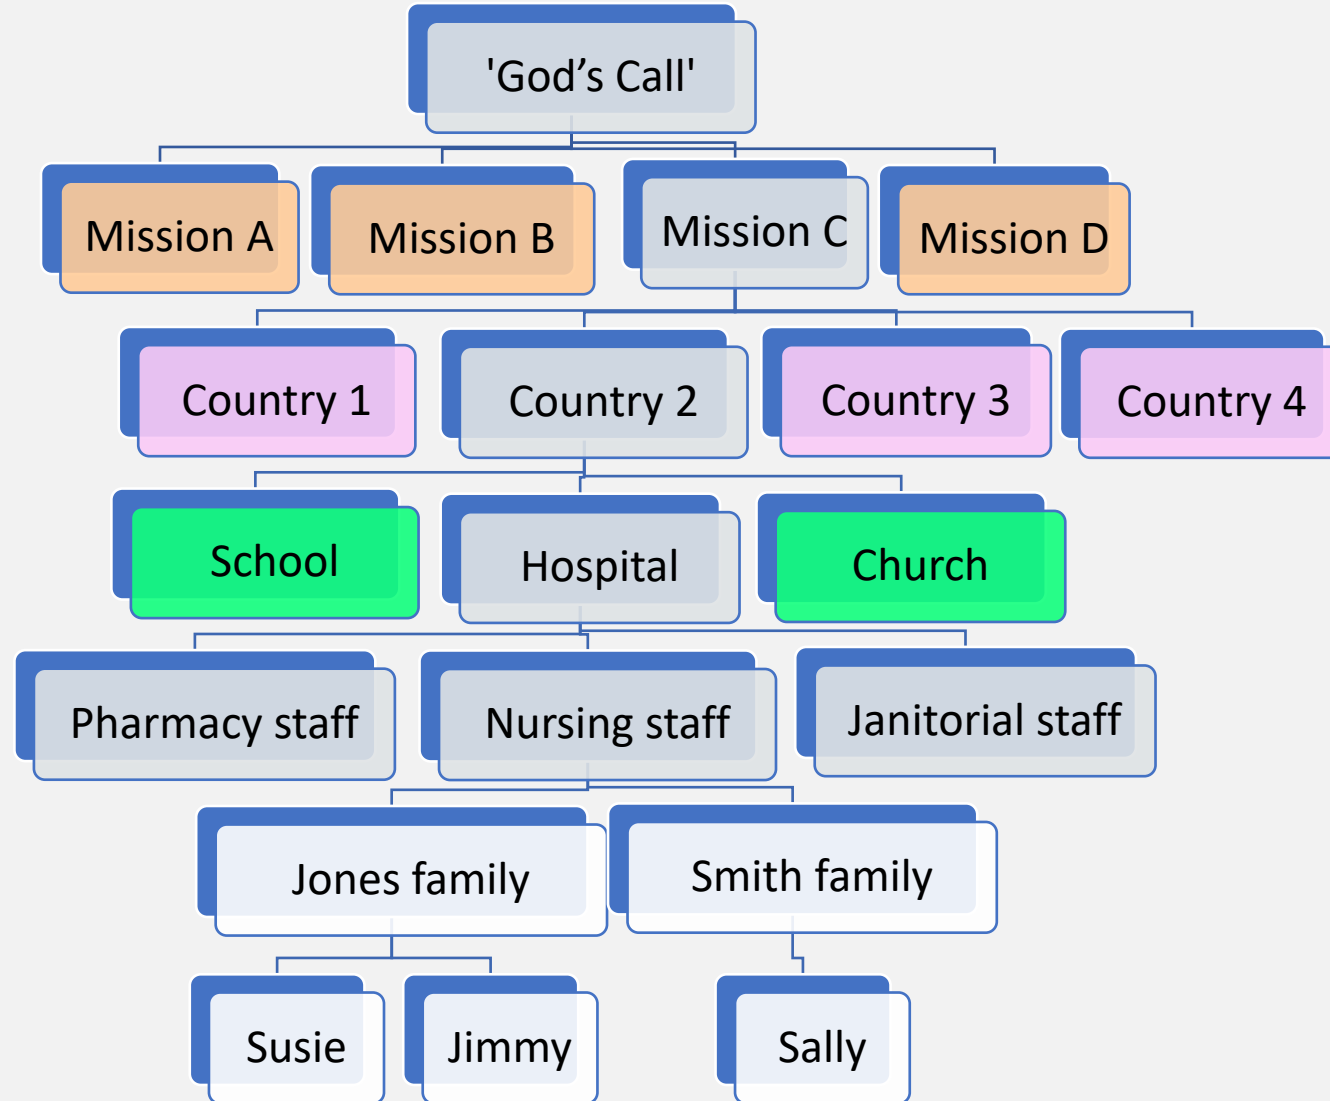 'God’s Call'
Mission A
Mission B
Mission C
Mission D
Country 1
Country 2
Country 3
Country 4
School
Hospital
Church
Pharmacy staff
Nursing staff
Janitorial staff
Jones family
Smith family
Susie
Jimmy
Sally